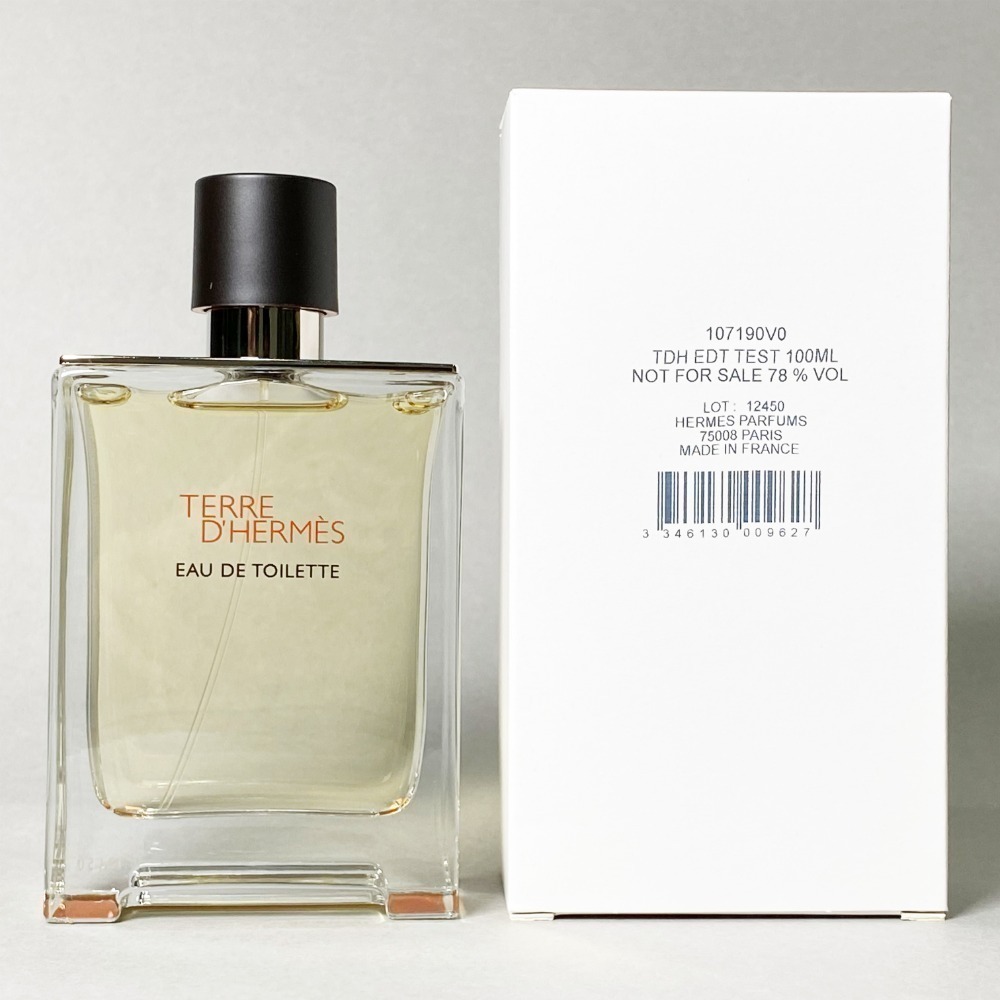 TERRE
D'HERMÈS
EAU DE TOILETTE
107190V0
TDH EDT TEST 100ML
NOT FOR SALE 78 % VOL
LOT : 12450
HERMES PARFUMS
75008 PARIS
MADE IN FRANCE
3 346130 009627